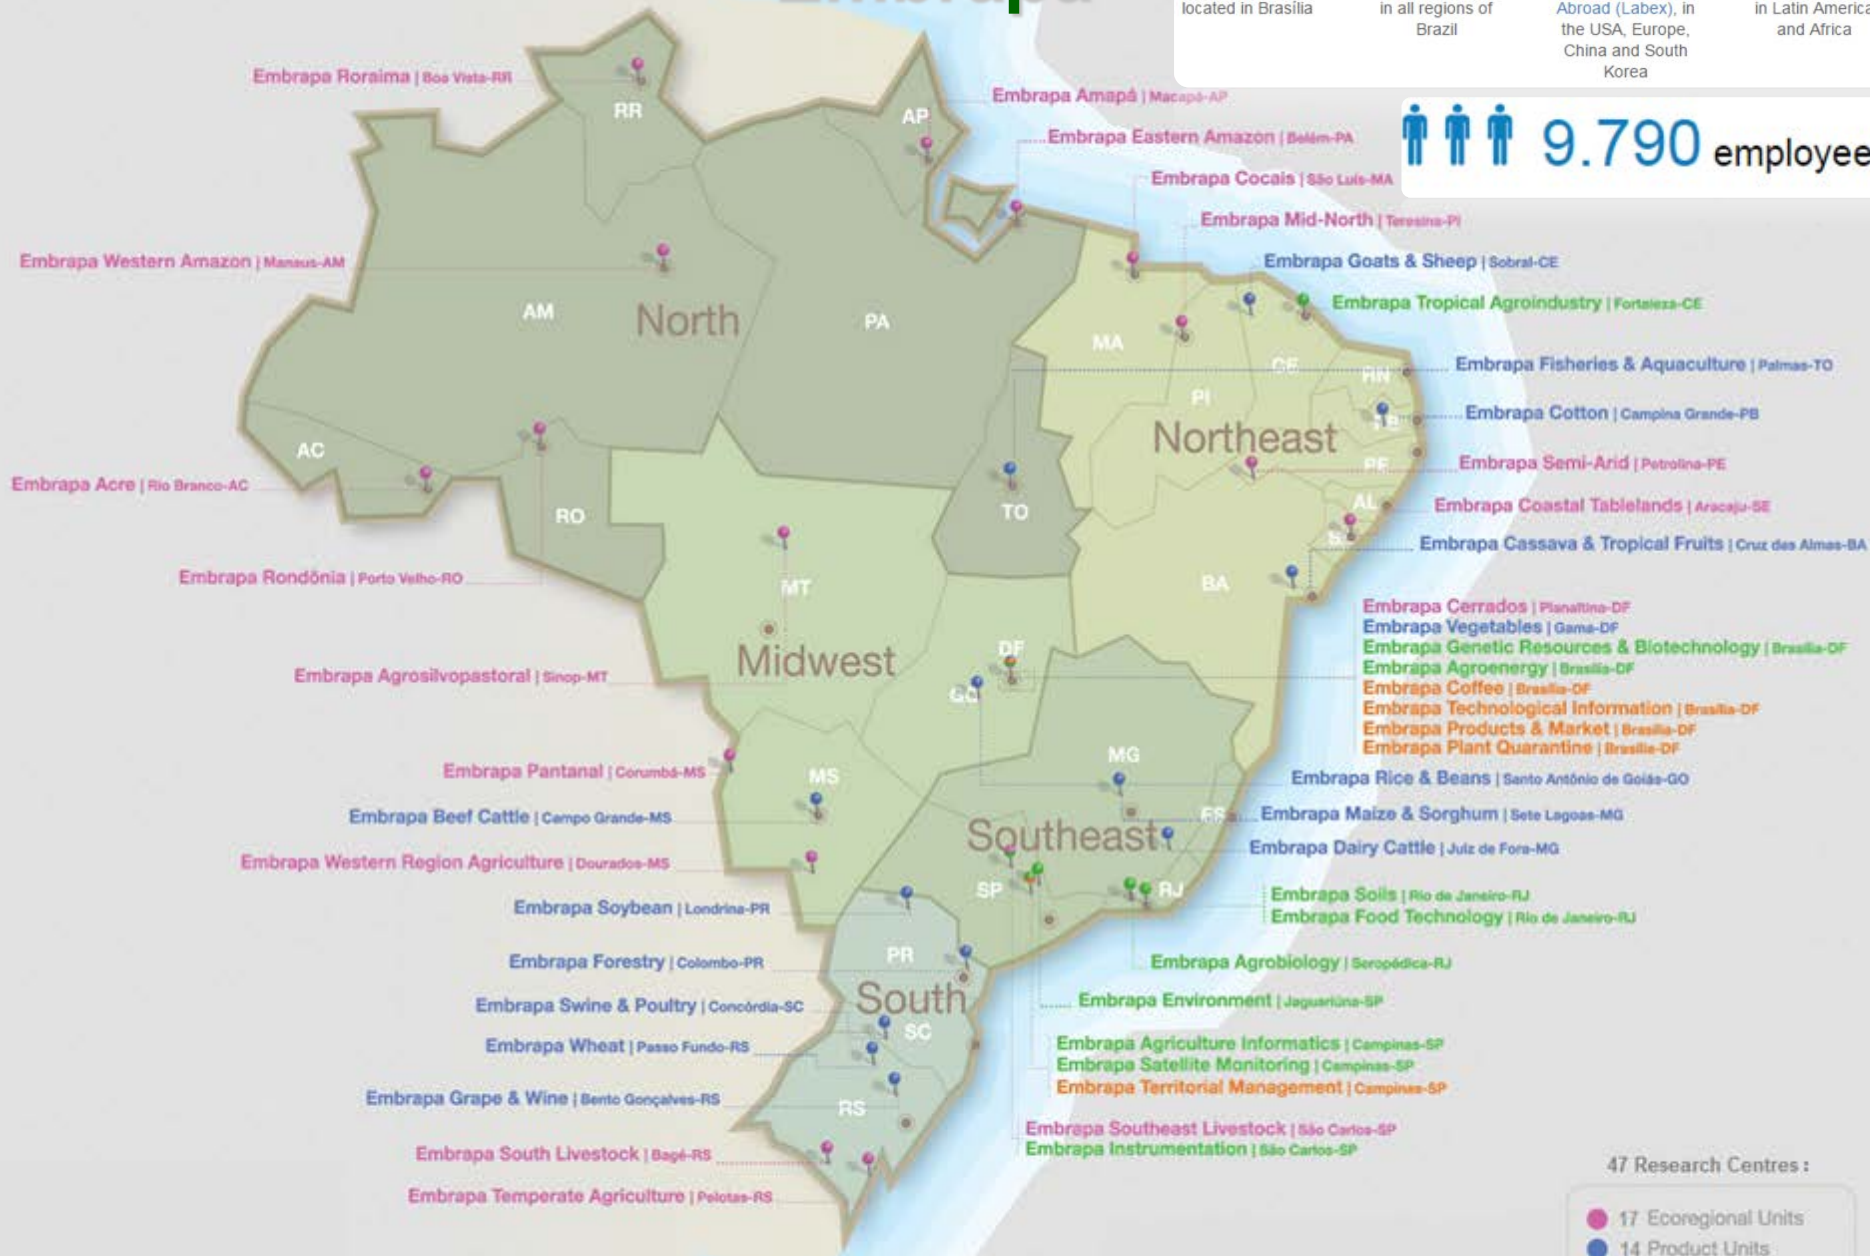 located in Brasília
in all regions of
Brazil
Abroad (Labex), in
the USA, Europe,
China and South
Korea
in Latin America
and Africa
9.790 employee
Embrapa Roraima | Boa Vista-RR
Embrapa Amapá | Macapá-AP
Embrapa Eastern Amazon | Belém-PA
Embrapa Cocais | São Luís-MA
Embrapa Mid-North | Teresina-PI
Embrapa Western Amazon | Manaus-AM
Embrapa Goats & Sheep | Sobral-CE
Embrapa Tropical Agroindustry | Fortaleza-CE
Embrapa Fisheries & Aquaculture | Palmas-TO
Embrapa Cotton | Campina Grande-PB
Embrapa Semi-Arid | Petrolina-PE
Embrapa Acre | Rio Branco-AC
Embrapa Coastal Tablelands | Aracaju-SE
Embrapa Cassava & Tropical Fruits | Cruz das Almas-BA
Embrapa Rondônia | Porto Velho-RO
Embrapa Cerrados | Planaltina-DF
Embrapa Vegetables | Gama-DF
Embrapa Genetic Resources & Biotechnology | Brasília-DF
Embrapa Agroenergy | Brasília-DF
Embrapa Coffee | Brasília-DF
Embrapa Technological Information | Brasília-DF
Embrapa Products & Market | Brasília-DF
Embrapa Plant Quarantine | Brasília-DF
Embrapa Agrosilvopastoral | Sinop-MT
Embrapa Pantanal | Corumbá-MS
Embrapa Rice & Beans | Santo Antônio de Goiás-GO
Embrapa Beef Cattle | Campo Grande-MS
Embrapa Maize & Sorghum | Sete Lagoas-MG
Embrapa Dairy Cattle | Juiz de Fora-MG
Embrapa Western Region Agriculture | Dourados-MS
Embrapa Soils | Rio de Janeiro-RJ
Embrapa Food Technology | Rio de Janeiro-RJ
Embrapa Soybean | Londrina-PR
Embrapa Forestry | Colombo-PR
Embrapa Agrobiology | Seropédica-RJ
Embrapa Swine & Poultry | Concórdia-SC
Embrapa Environment | Jaguariúna-SP
Embrapa Wheat | Passo Fundo-RS
Embrapa Agriculture Informatics | Campinas-SP
Embrapa Satellite Monitoring | Campinas-SP
Embrapa Territorial Management | Campinas-SP
Embrapa Grape & Wine | Bento Gonçalves-RS
Embrapa Southeast Livestock | São Carlos-SP
Embrapa Instrumentation | São Carlos-SP
Embrapa South Livestock | Bagé-RS
Embrapa Temperate Agriculture | Pelotas-RS
RR
AP
AM
North
PA
MA
CE
RN
PI
PB
Northeast
PE
AC
RO
TO
AL
BA
MT
Midwest
DF
GO
MG
MS
ES
Southeast
SP
RJ
PR
South
SC
RS
47 Research Centres :
17 Ecoregional Units
14 Product Units